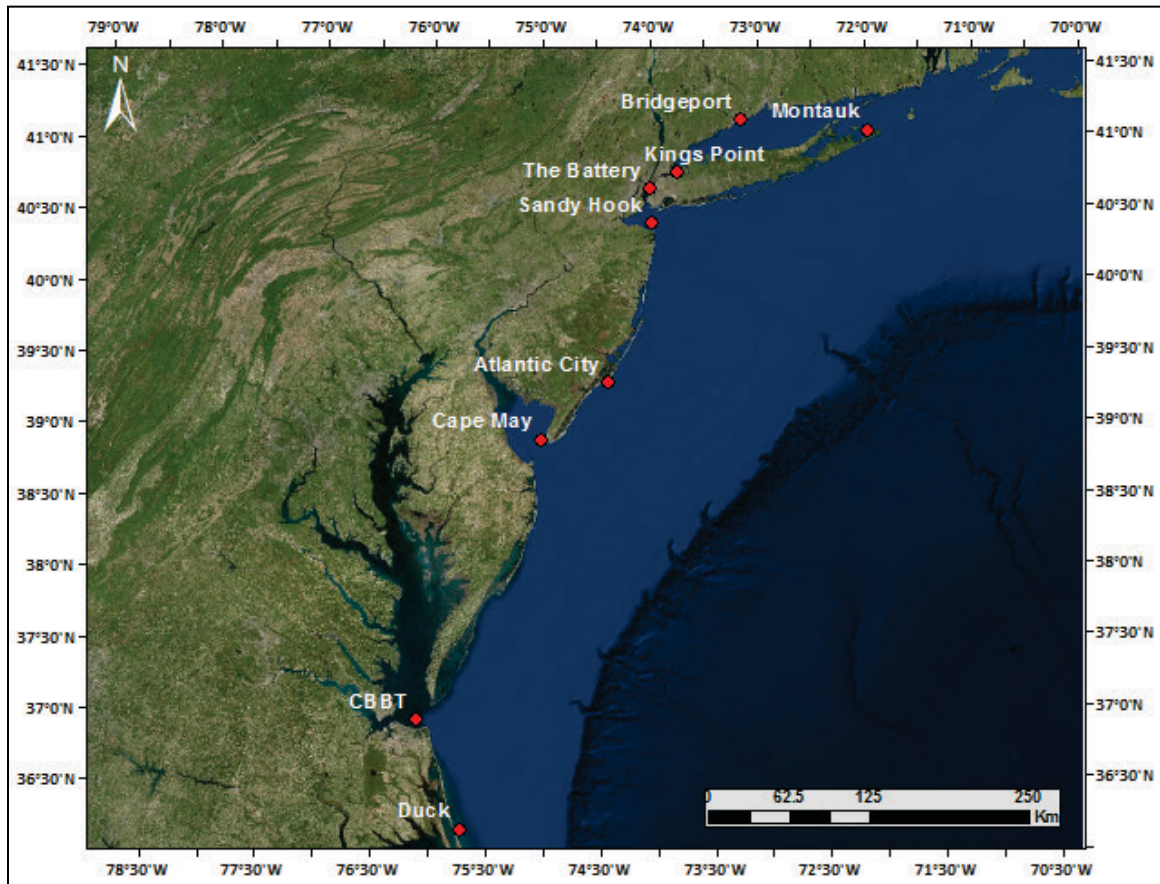 79°0'W 78°0'W 77°0'W 76°0'W 75°0'W 74°0'W 73°0'W 72°0'W 71°0'W 70°0'W
41°30'N
41°0'N
40°30'N
40°0'N
39°30'N
39°0'N
38°30'N
38°0'N
37°30'N
37°0'N
36°30'N
N
Bridgeport
Montauk
Kings Point
The Battery
Sandy Hook
Atlantic City
Cape May
CBBT
Duck
41°30'N
41°0'N
40°30'N
40°0'N
39°30'N
39°0'N
38°30'N
38°0'N
37°30'N
37°0'N
36°30'N
0 62.5 125 250
Km
78°30'W 77°30'W 76°30'W 75°30'W 74°30'W 73°30'W 72°30'W 71°30'W 70°30'W